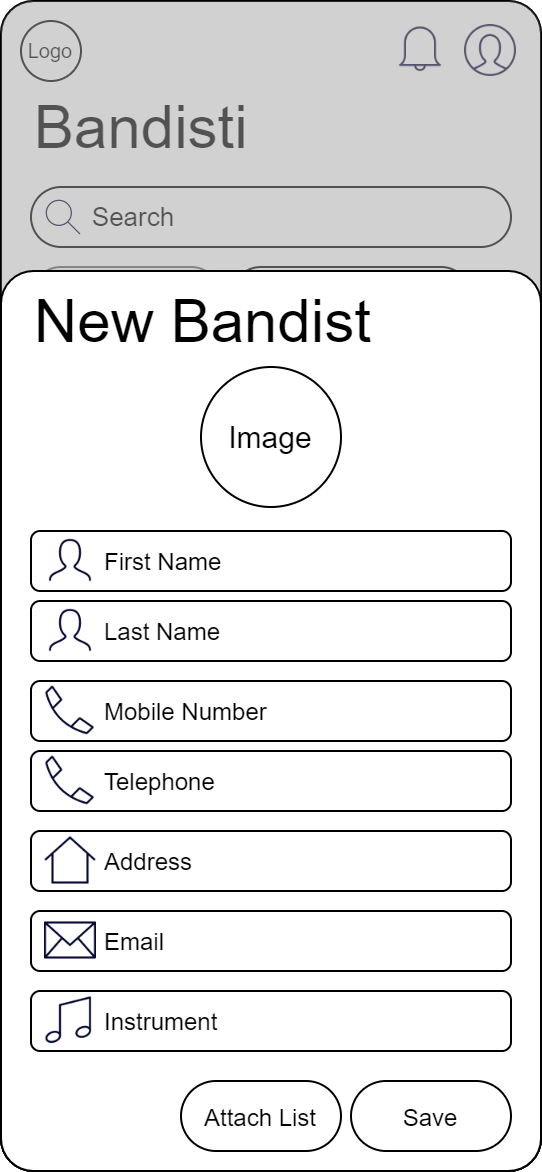 Logo
Bandisti
Search
New Bandist
Image
First Name
Last Name
Mobile Number
Telephone
Address
Email
Instrument
Attach List
Save